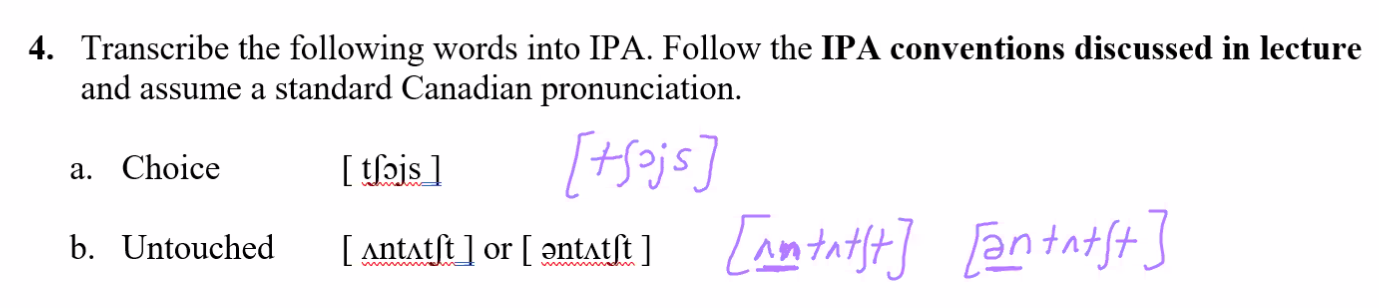 4. Transcribe the following words into IPA. Follow the IPA conventions discussed in lecture
and assume a standard Canadian pronunciation.
a. Choice [ tʃɔjs ] [tʃɔjs]
b. Untouched [ ʌntʌtʃt ] or [ əntʌtʃt ] [ʌntʌtʃt] [əntʌtʃt]